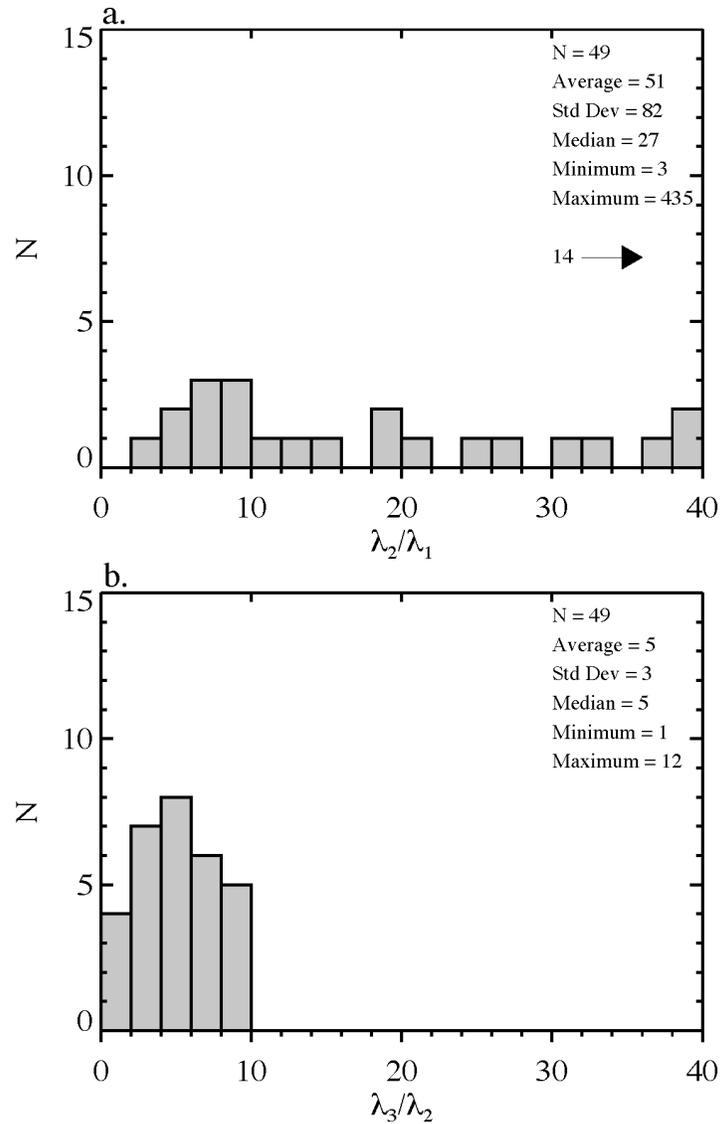 a.
15
10
5
0
N
N = 49
Average = 51
Std Dev = 82
Median = 27
Minimum = 3
Maximum = 435
14
0 10 20 30 40
λ₂/λ₁
b.
15
10
5
0
N
N = 49
Average = 5
Std Dev = 3
Median = 5
Minimum = 1
Maximum = 12
0 10 20 30 40
λ₃/λ₂